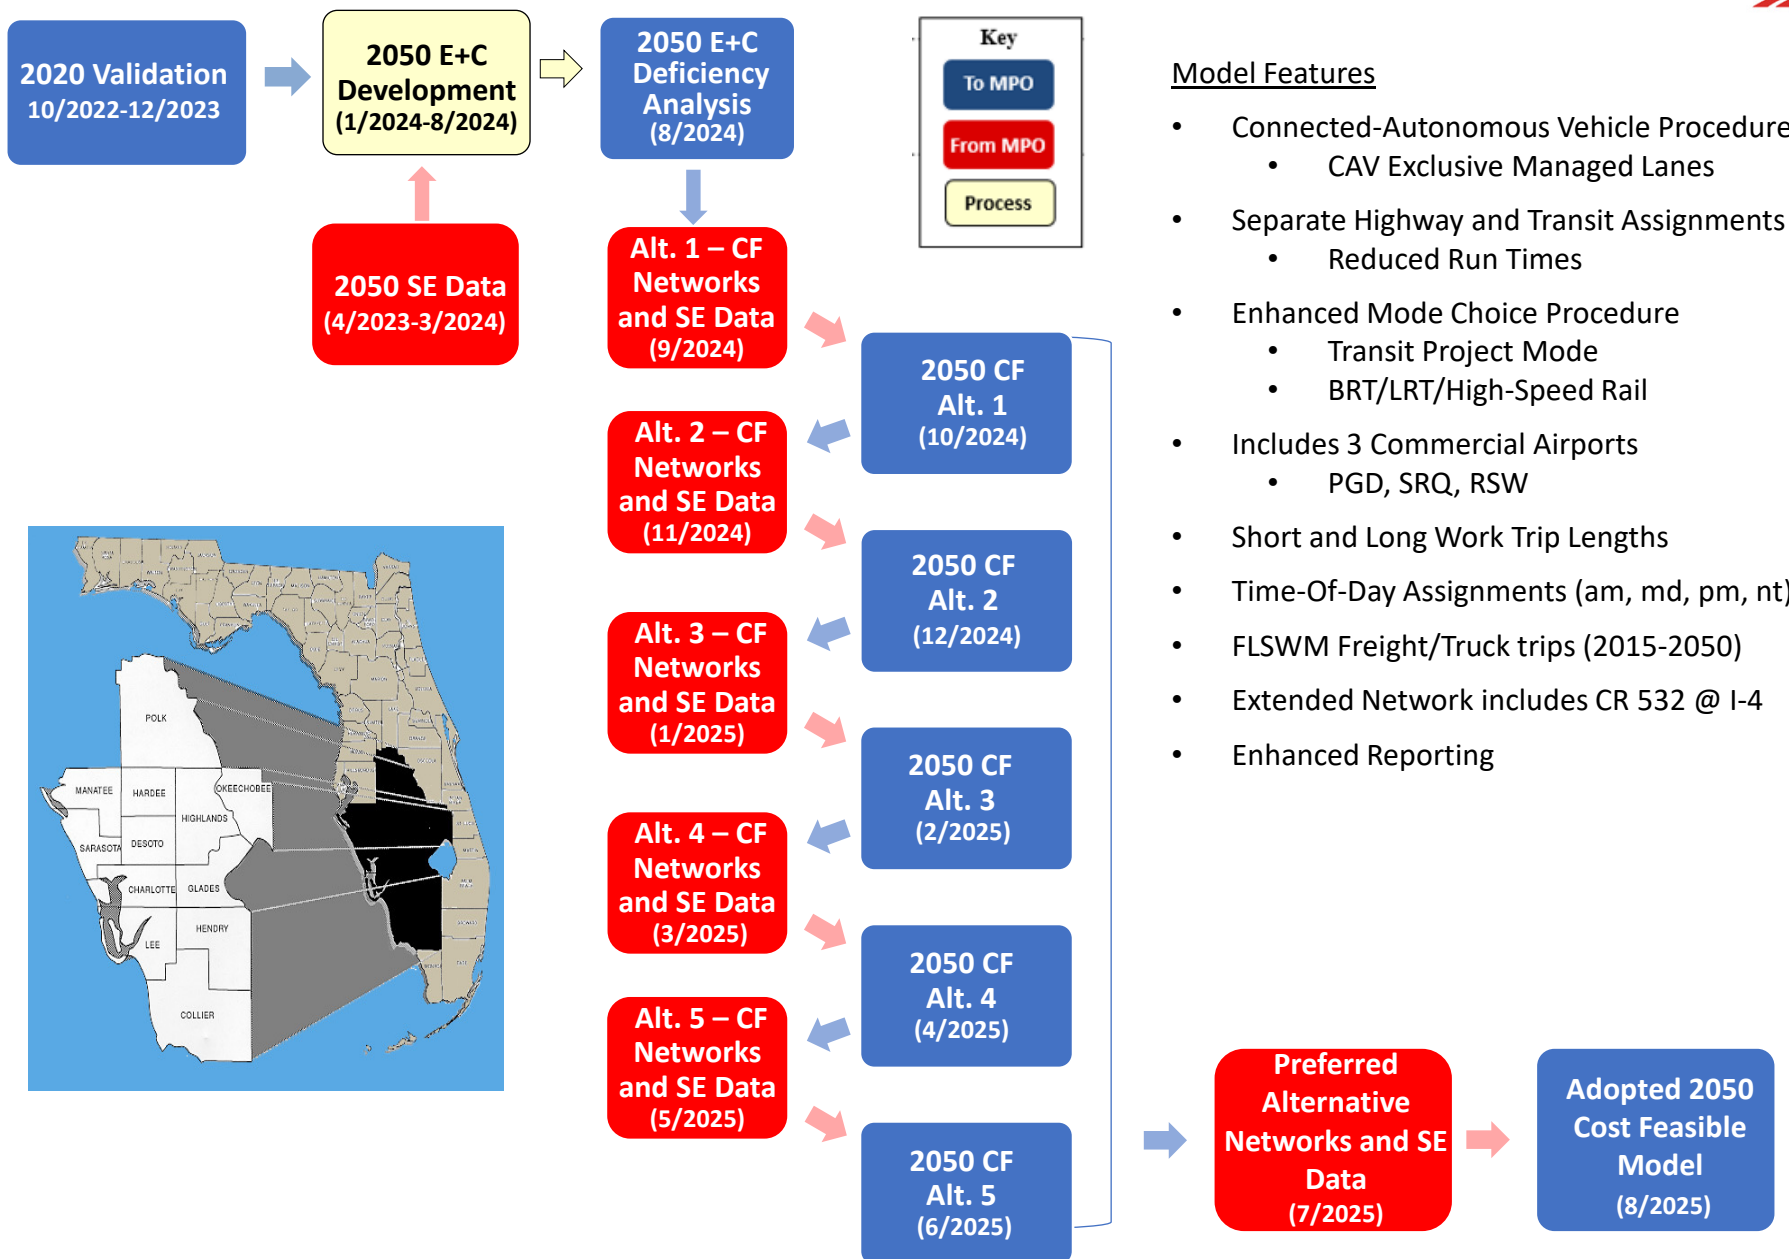 2020 Validation
10/2022-12/2023
2050 E+C
Development
(1/2024-8/2024)
2050 E+C
Deficiency
Analysis
(8/2024)
2050 SE Data
(4/2023-3/2024)
Key
To MPO
From MPO
Process
Alt. 1 – CF
Networks
and SE Data
(9/2024)
2050 CF
Alt. 1
(10/2024)
Alt. 2 – CF
Networks
and SE Data
(11/2024)
2050 CF
Alt. 2
(12/2024)
Alt. 3 – CF
Networks
and SE Data
(1/2025)
2050 CF
Alt. 3
(2/2025)
Alt. 4 – CF
Networks
and SE Data
(3/2025)
2050 CF
Alt. 4
(4/2025)
Alt. 5 – CF
Networks
and SE Data
(5/2025)
2050 CF
Alt. 5
(6/2025)
Preferred
Alternative
Networks and SE
Data
(7/2025)
Adopted 2050
Cost Feasible
Model
(8/2025)
Model Features
• Connected-Autonomous Vehicle Procedure
• CAV Exclusive Managed Lanes
• Separate Highway and Transit Assignments
• Reduced Run Times
• Enhanced Mode Choice Procedure
• Transit Project Mode
• BRT/LRT/High-Speed Rail
• Includes 3 Commercial Airports
• PGD, SRQ, RSW
• Short and Long Work Trip Lengths
• Time-Of-Day Assignments (am, md, pm, nt)
• FLSWM Freight/Truck trips (2015-2050)
• Extended Network includes CR 532 @ I-4
• Enhanced Reporting
POLK
MANATEE
HARDEE
OKEECHOBEE
HIGHLANDS
SARASOTA
DESOTO
CHARLOTTE
GLADES
LEE
HENDRY
COLLIER